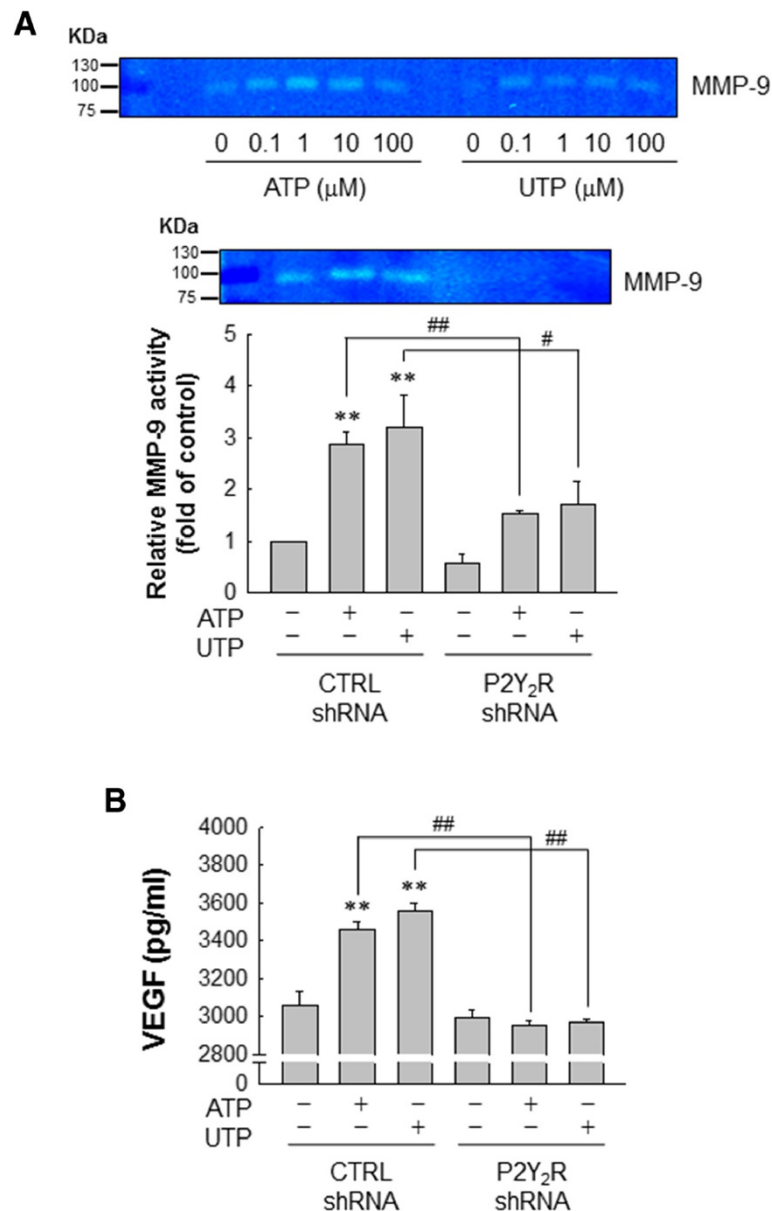 A
KDa
130
100
75
MMP-9
0 0.1 1 10 100 0 0.1 1 10 100
ATP (μM) UTP (μM)
KDa
130
100
75
MMP-9
Relative MMP-9 activity
(fold of control)
5
4
3
2
1
0
## #
** **
ATP − + − − + −
UTP − − + − − +
CTRL shRNA
P2Y₂R shRNA
B
VEGF (pg/ml)
4000
3800
3600
3400
3200
3000
2800
0
## ##
** **
ATP − + − − + −
UTP − − + − − +
CTRL shRNA
P2Y₂R shRNA